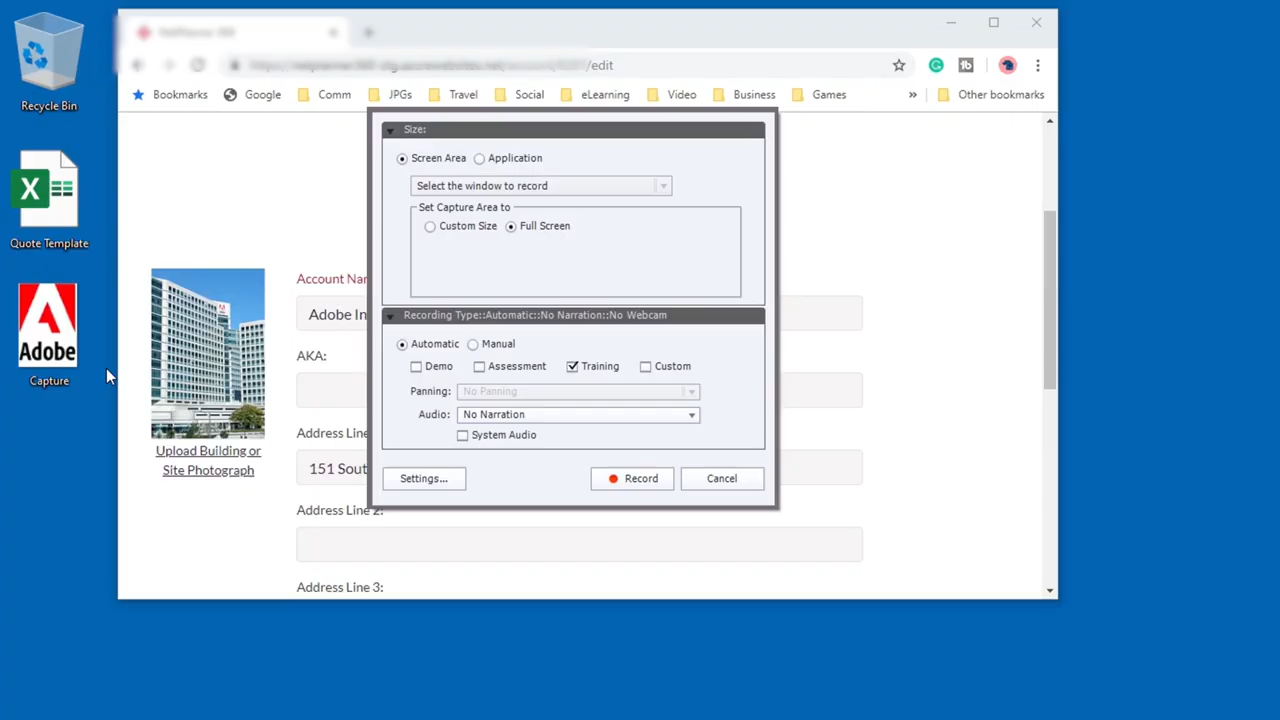 Recycle Bin
Quote Template
Adobe
Capture
/edit
Bookmarks
Google
Comm
JPGs
Travel
Social
eLearning
Video
Business
Games
»
Other bookmarks
Size:
Screen Area
Application
Select the window to record
Set Capture Area to
Custom Size
Full Screen
Recording Type::Automatic::No Narration::No Webcam
Automatic
Manual
Demo
Assessment
Training
Custom
Panning:
No Panning
Audio:
No Narration
System Audio
Settings...
Record
Cancel
Upload Building or
Site Photograph
Account Nam
Adobe In
AKA:
Address Line
151 Sout
Address Line 2:
Address Line 3: